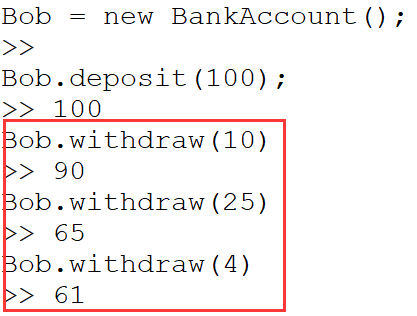 Bob = new BankAccount();
>>
Bob.deposit(100);
>> 100
Bob.withdraw(10)
>> 90
Bob.withdraw(25)
>> 65
Bob.withdraw(4)
>> 61